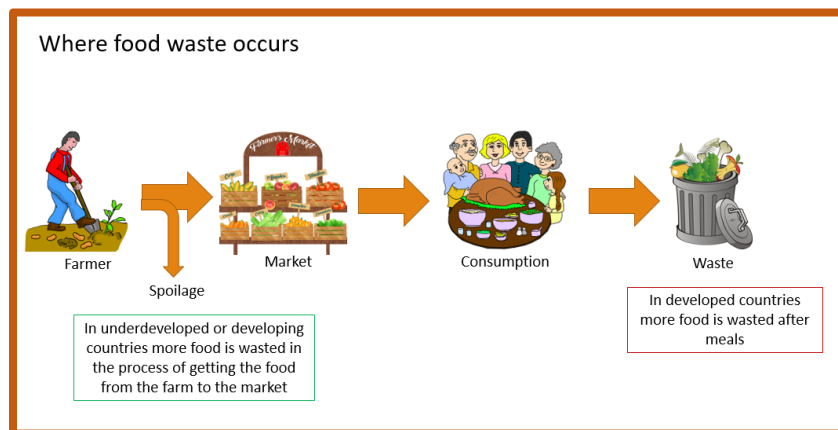 Where food waste occurs
Farmer's Market
Farmer
Spoilage
Market
Consumption
Waste
In underdeveloped or developing
countries more food is wasted in
the process of getting the food
from the farm to the market
In developed countries
more food is wasted after
meals